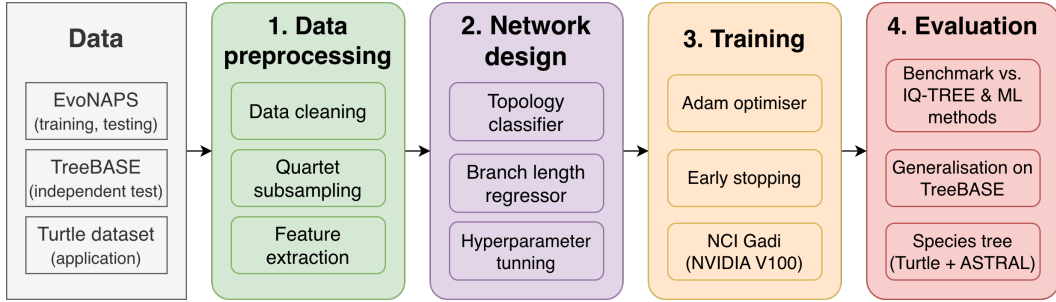 Data
EvoNAPS
(training, testing)
TreeBASE
(independent test)
Turtle dataset
(application)
1. Data
preprocessing
Data cleaning
Quartet
subsampling
Feature
extraction
2. Network
design
Topology
classifier
Branch length
regressor
Hyperparameter
tunning
3. Training
Adam optimiser
Early stopping
NCI Gadi
(NVIDIA V100)
4. Evaluation
Benchmark vs.
IQ-TREE & ML
methods
Generalisation on
TreeBASE
Species tree
(Turtle + ASTRAL)